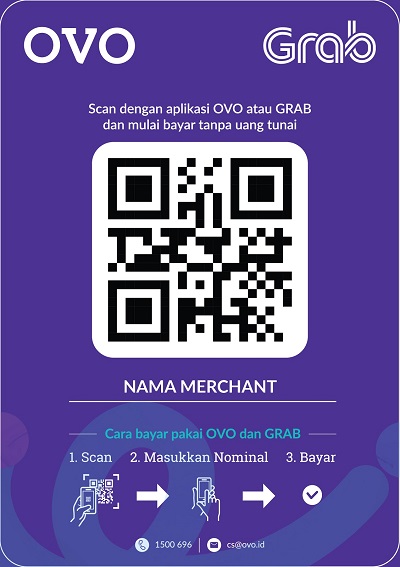 OVO Grab
Scan dengan aplikasi OVO atau GRAB
dan mulai bayar tanpa uang tunai
NAMA MERCHANT
Cara bayar pakai OVO dan GRAB
1. Scan 2. Masukkan Nominal 3. Bayar
1500 696 | cs@ovo.id